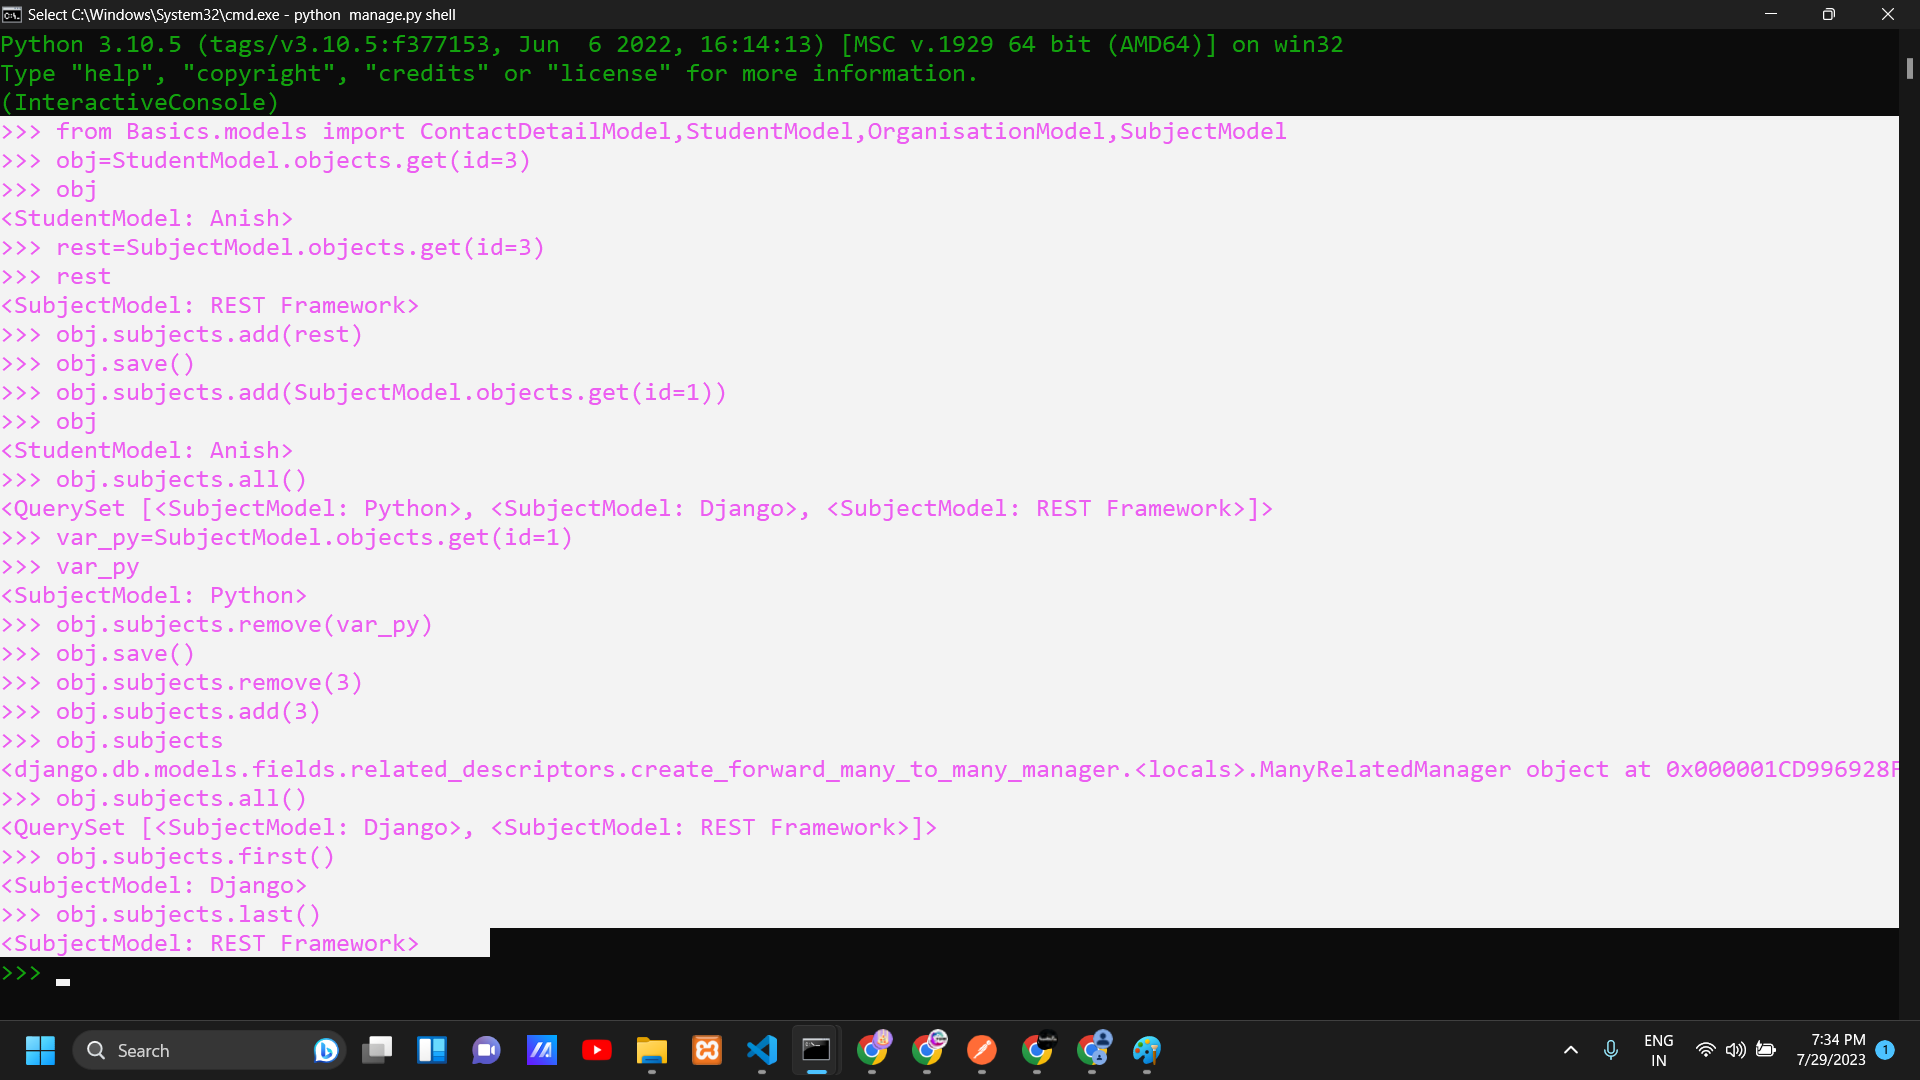 Select C:\Windows\System32\cmd.exe - python  manage.py shell
Python 3.10.5 (tags/v3.10.5:f377153, Jun  6 2022, 16:14:13) [MSC v.1929 64 bit (AMD64)] on win32
Type "help", "copyright", "credits" or "license" for more information.
(InteractiveConsole)
>>> from Basics.models import ContactDetailModel,StudentModel,OrganisationModel,SubjectModel
>>> obj=StudentModel.objects.get(id=3)
>>> obj
<StudentModel: Anish>
>>> rest=SubjectModel.objects.get(id=3)
>>> rest
<SubjectModel: REST Framework>
>>> obj.subjects.add(rest)
>>> obj.save()
>>> obj.subjects.add(SubjectModel.objects.get(id=1))
>>> obj
<StudentModel: Anish>
>>> obj.subjects.all()
<QuerySet [<SubjectModel: Python>, <SubjectModel: Django>, <SubjectModel: REST Framework>]>
>>> var_py=SubjectModel.objects.get(id=1)
>>> var_py
<SubjectModel: Python>
>>> obj.subjects.remove(var_py)
>>> obj.save()
>>> obj.subjects.remove(3)
>>> obj.subjects.add(3)
>>> obj.subjects
<django.db.models.fields.related_descriptors.create_forward_many_to_many_manager.<locals>.ManyRelatedManager object at 0x000001CD996928F
>>> obj.subjects.all()
<QuerySet [<SubjectModel: Django>, <SubjectModel: REST Framework>]>
>>> obj.subjects.first()
<SubjectModel: Django>
>>> obj.subjects.last()
<SubjectModel: REST Framework>
>>>
Search
ENG
IN
7:34 PM
7/29/2023
1